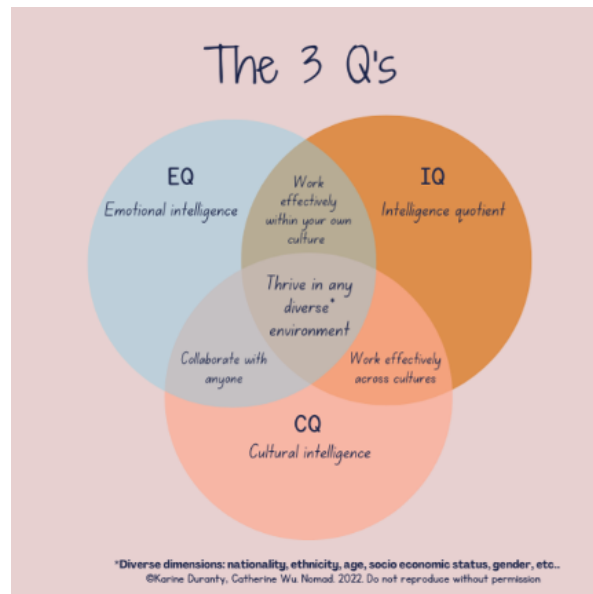 The 3 Q's
EQ
Emotional intelligence
Work
effectively
within your own
culture
IQ
Intelligence quotient
Thrive in any
diverse*
environment
Collaborate with
anyone
Work effectively
across cultures
CQ
Cultural intelligence
*Diverse dimensions: nationality, ethnicity, age, socio economic status, gender, etc..
©Karine Duranty, Catherine Wu. Nomad. 2022. Do not reproduce without permission